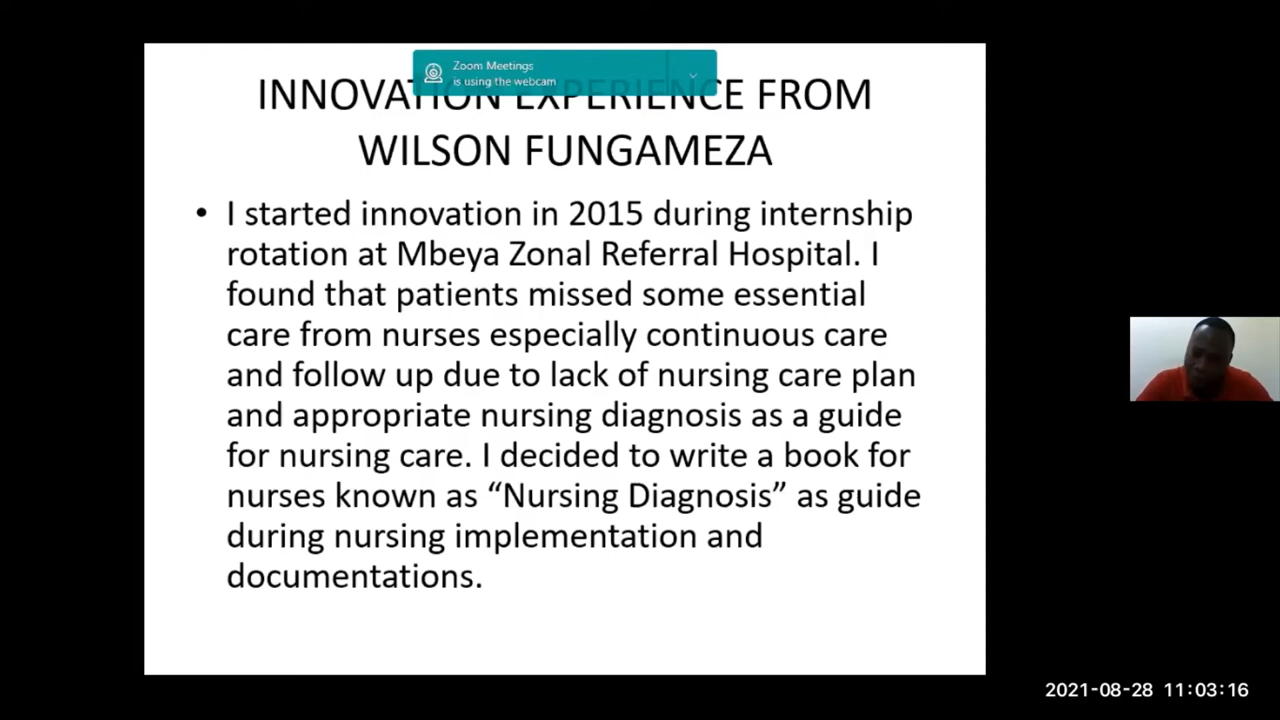 Zoom Meetings
is using the webcam
INNOVATION EXPERIENCE FROM
WILSON FUNGAMEZA
• I started innovation in 2015 during internship
rotation at Mbeya Zonal Referral Hospital. I
found that patients missed some essential
care from nurses especially continuous care
and follow up due to lack of nursing care plan
and appropriate nursing diagnosis as a guide
for nursing care. I decided to write a book for
nurses known as “Nursing Diagnosis” as guide
during nursing implementation and
documentations.
2021-08-28 11:03:16